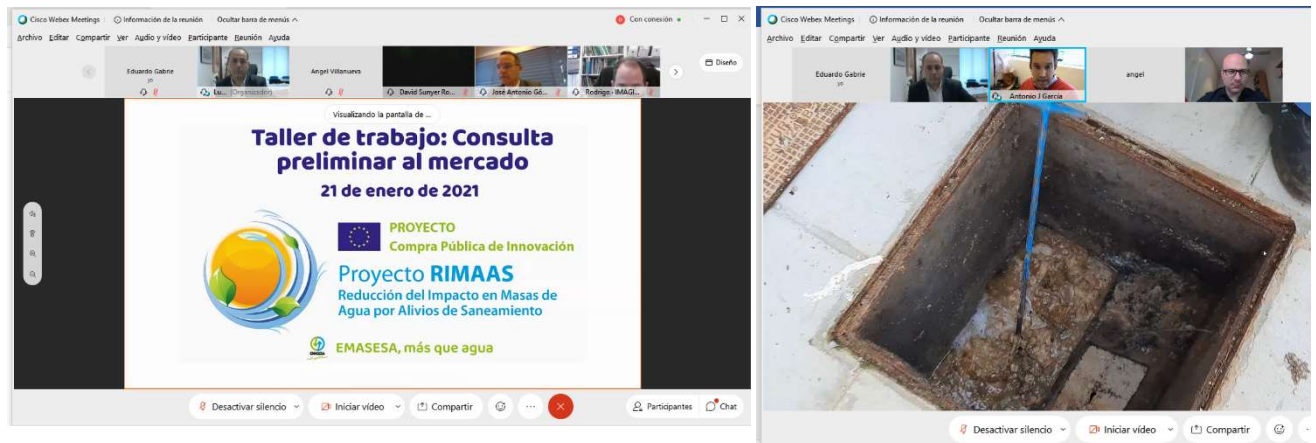 Cisco Webex Meetings
Información de la reunión
Ocultar barra de menús
Con conexión
Archivo Editar Compartir Ver Audio y vídeo Participante Reunión Ayuda
Eduardo Gabrie
yo
Lu... (Organizador)
Angel Villanueva
David Sunyer Ro...
José Antonio Gó...
Rodrigo - IMAGI...
Diseño
Visualizando la pantalla de ...
Taller de trabajo: Consulta
preliminar al mercado
21 de enero de 2021
PROYECTO
Compra Pública de Innovación
Proyecto RIMAAS
Reducción del Impacto en Masas de
Agua por Alivios de Saneamiento
EMASESA, más que agua
Desactivar silencio
Iniciar vídeo
Compartir
Participantes
Chat
Cisco Webex Meetings
Información de la reunión
Ocultar barra de menús
Archivo Editar Compartir Ver Audio y vídeo Participante Reunión Ayuda
Eduardo Gabrie
yo
Antonio J Garcia
angel
Desactivar silencio
Iniciar vídeo
Compartir